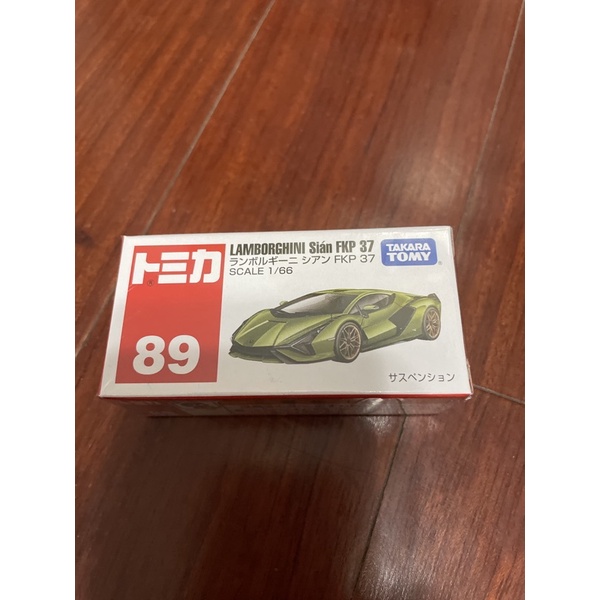 トミカ
89
LAMBORGHINI Sián FKP 37
ランボルギーニ シアン FKP 37
SCALE 1/66
TAKARA
TOMY
サスペンション